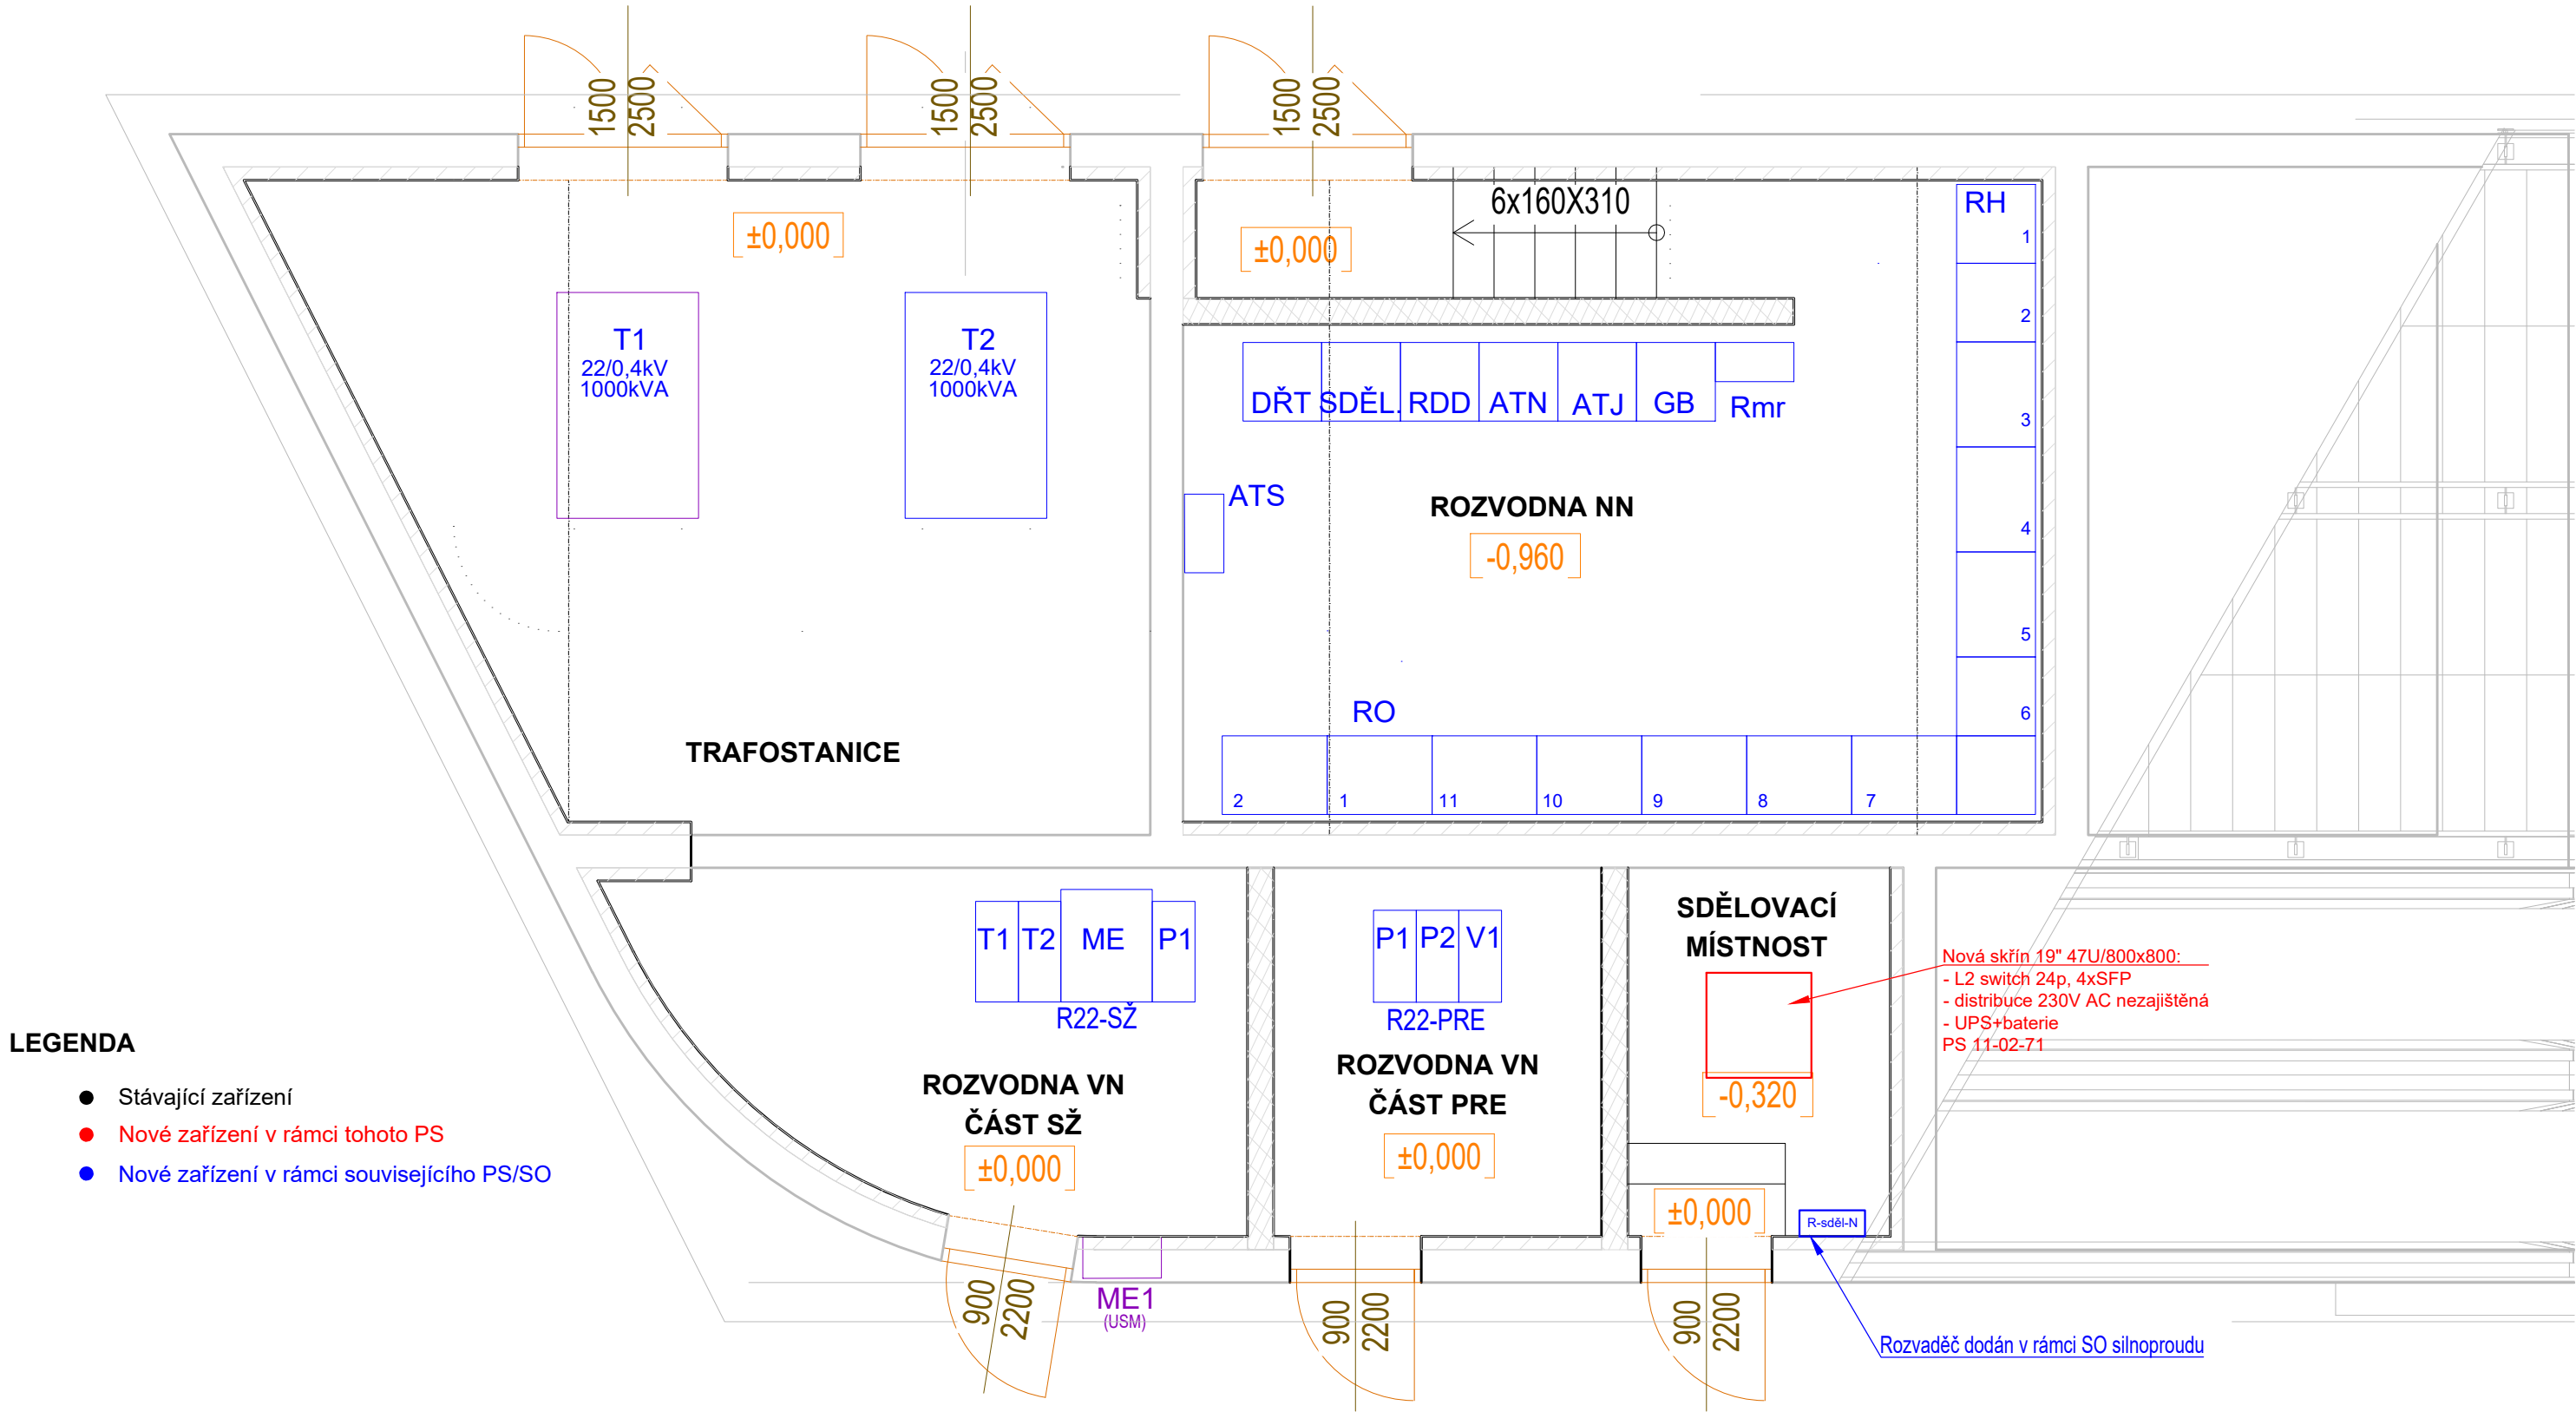 1500
2500
1500
2500
1500
2500
±0,000
±0,000
6x160X310
RH
1
2
3
4
5
6
T1
22/0,4kV
1000kVA
T2
22/0,4kV
1000kVA
DŘT
SDĚL.
RDD
ATN
ATJ
GB
Rmr
ATS
ROZVODNA NN
-0,960
RO
TRAFOSTANICE
2
1
11
10
9
8
7
T1
T2
ME
P1
R22-SŽ
ROZVODNA VN
ČÁST SŽ
±0,000
P1
P2
V1
R22-PRE
ROZVODNA VN
ČÁST PRE
±0,000
SDĚLOVACÍ
MÍSTNOST
-0,320
±0,000
R-sděl-N
Nová skřín 19" 47U/800x800:
- L2 switch 24p, 4xSFP
- distribuce 230V AC nezajištěná
- UPS+baterie
PS 11-02-71
LEGENDA
Stávající zařízení
Nové zařízení v rámci tohoto PS
Nové zařízení v rámci souvisejícího PS/SO
900
2200
ME1
(USM)
900
2200
900
2200
Rozvaděč dodán v rámci SO silnoproudu